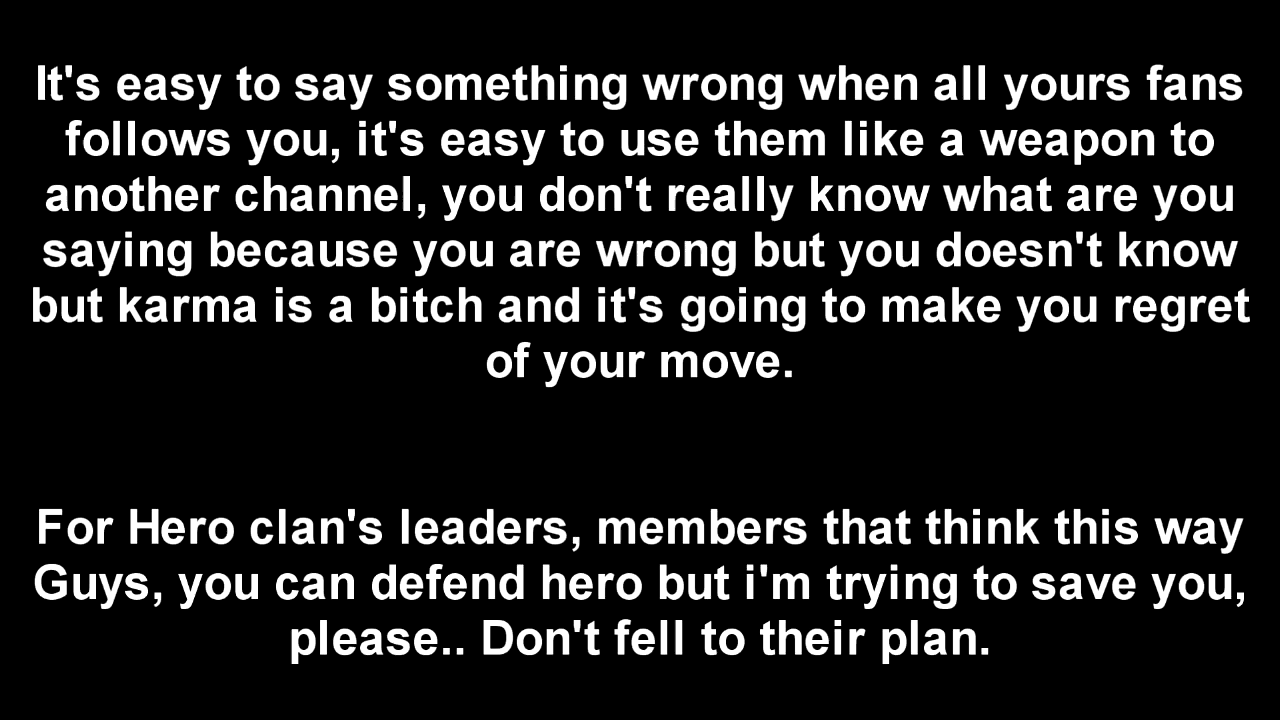 It's easy to say something wrong when all yours fans
follows you, it's easy to use them like a weapon to
another channel, you don't really know what are you
saying because you are wrong but you doesn't know
but karma is a bitch and it's going to make you regret
of your move.
For Hero clan's leaders, members that think this way
Guys, you can defend hero but i'm trying to save you,
please.. Don't fell to their plan.